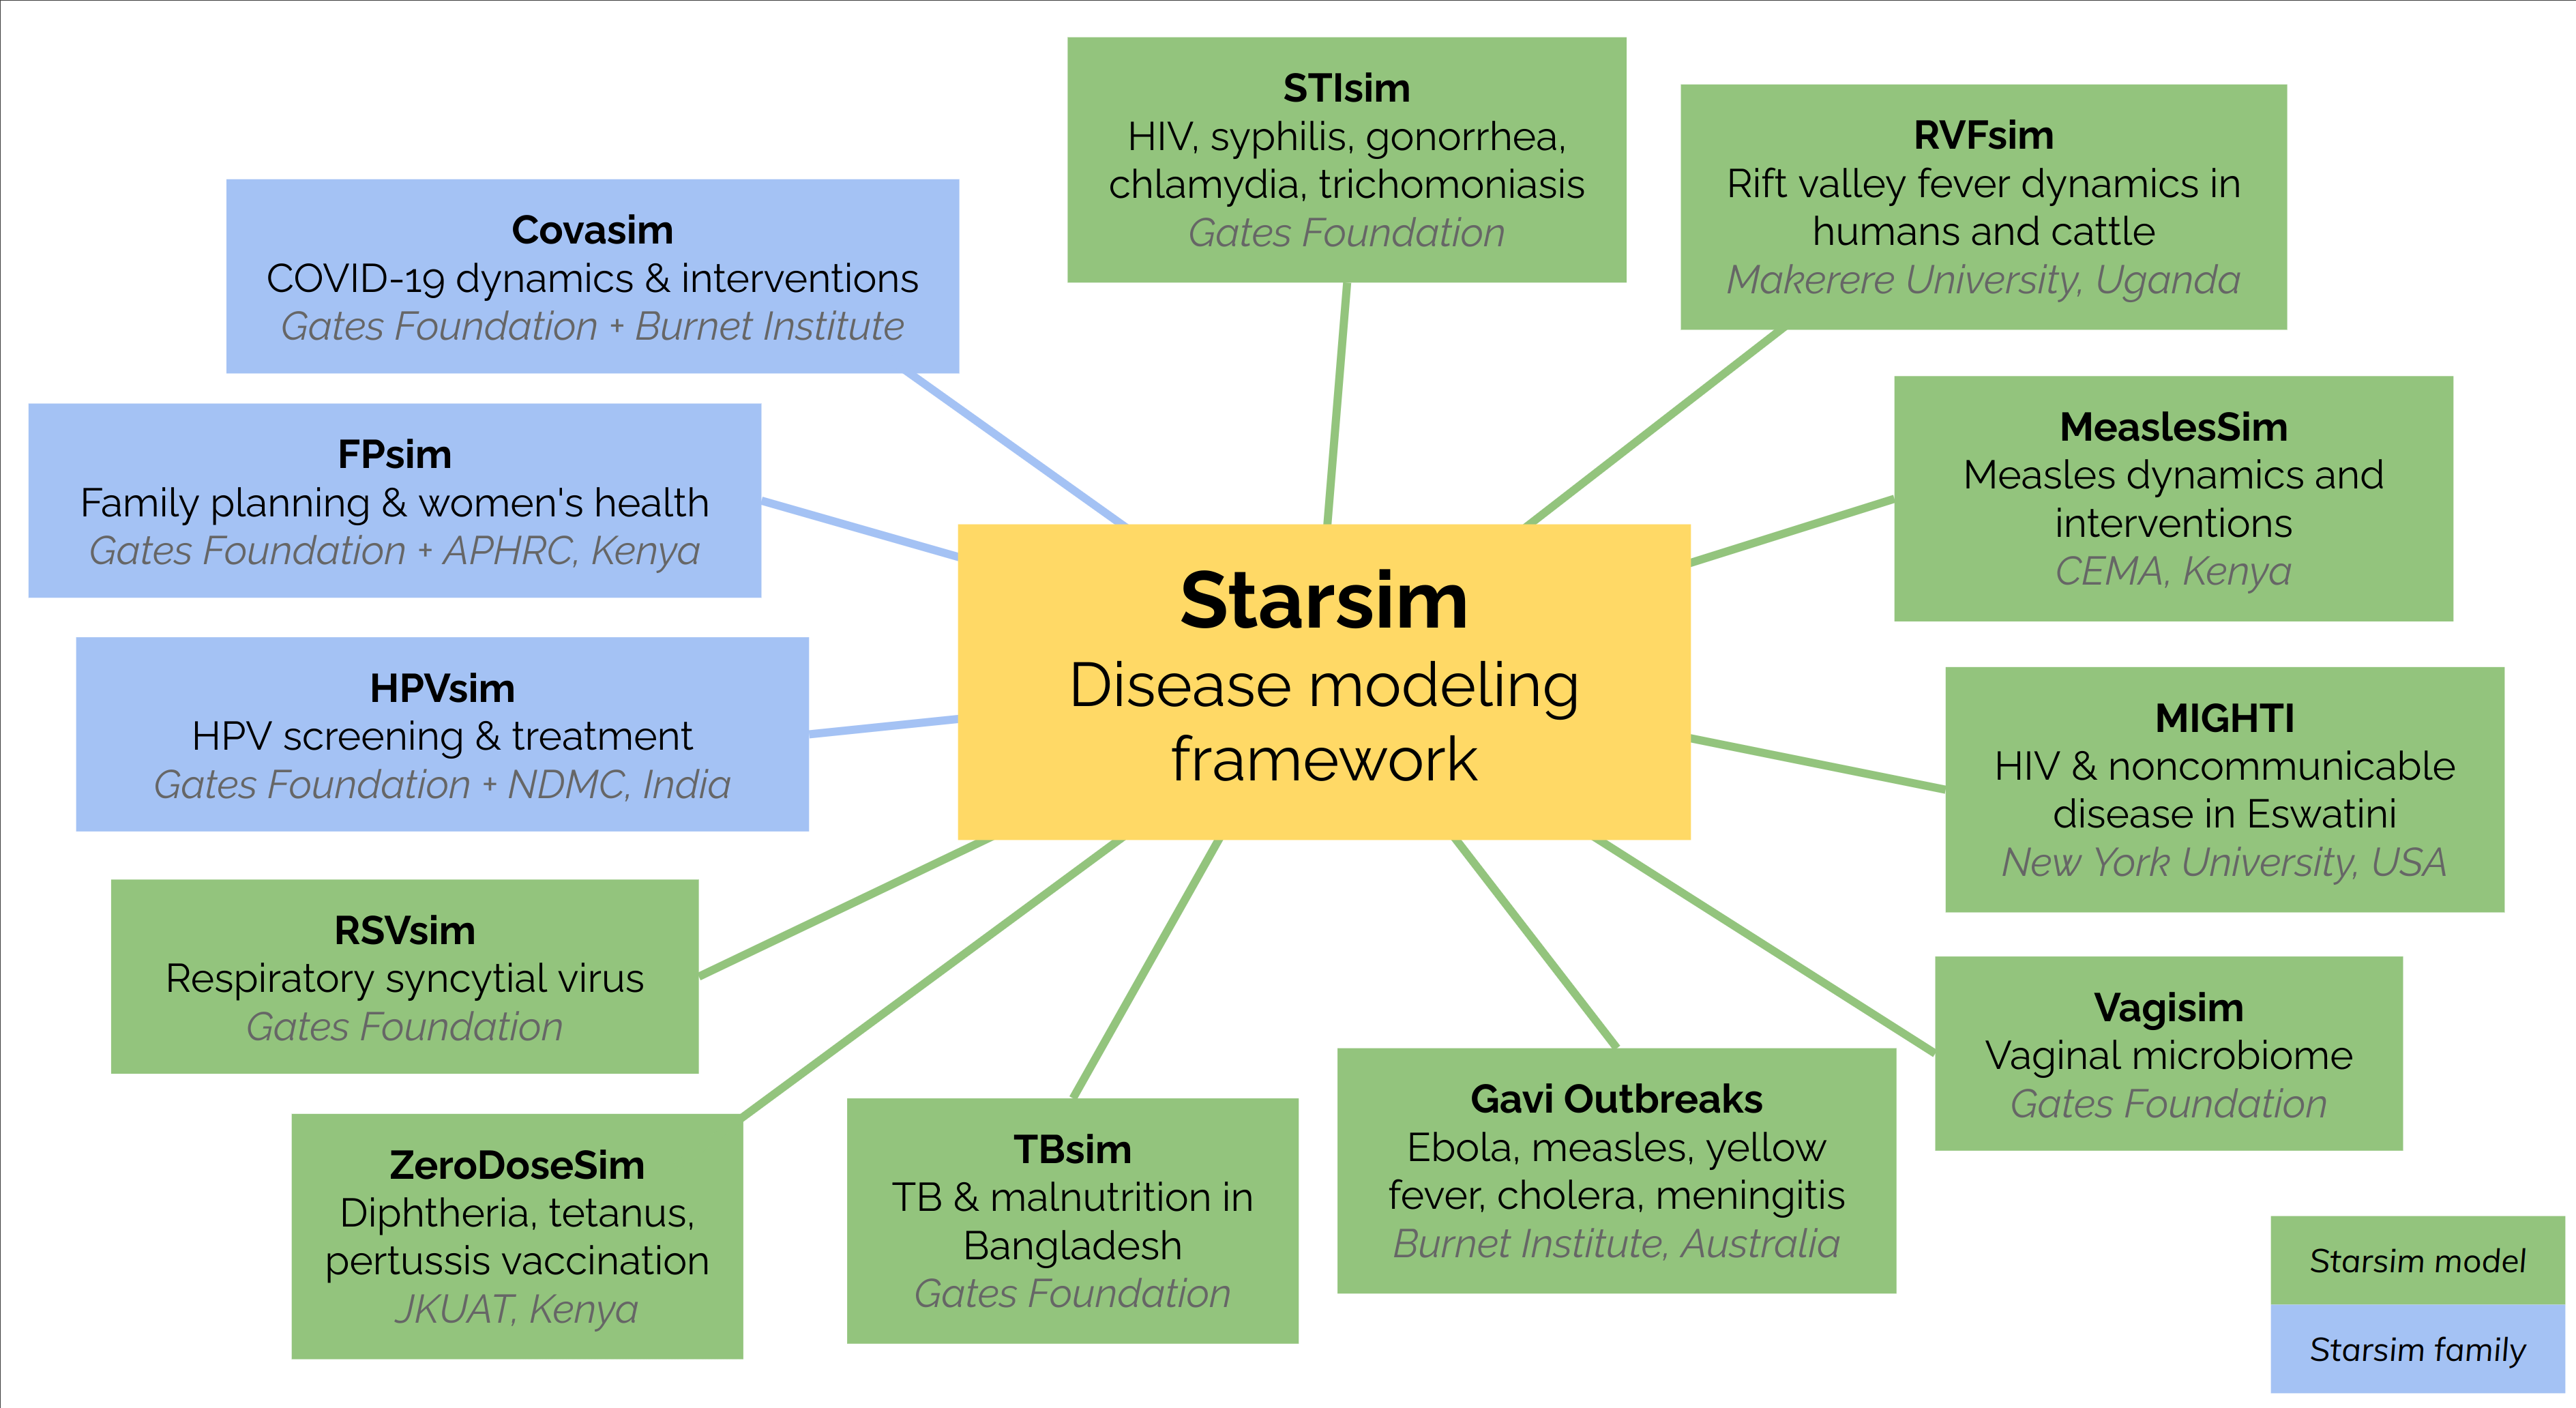 STIsim
HIV, syphilis, gonorrhea,
chlamydia, trichomoniasis
Gates Foundation
RVFsim
Rift valley fever dynamics in
humans and cattle
Makerere University, Uganda
Covasim
COVID-19 dynamics & interventions
Gates Foundation + Burnet Institute
FPsim
Family planning & women's health
Gates Foundation + APHRC, Kenya
MeaslesSim
Measles dynamics and
interventions
CEMA, Kenya
Starsim
Disease modeling
framework
HPVsim
HPV screening & treatment
Gates Foundation + NDMC, India
MIGHTI
HIV & noncommunicable
disease in Eswatini
New York University, USA
RSVsim
Respiratory syncytial virus
Gates Foundation
Vagisim
Vaginal microbiome
Gates Foundation
ZeroDoseSim
Diphtheria, tetanus,
pertussis vaccination
JKUAT, Kenya
TBsim
TB & malnutrition in
Bangladesh
Gates Foundation
Gavi Outbreaks
Ebola, measles, yellow
fever, cholera, meningitis
Burnet Institute, Australia
Starsim model
Starsim family